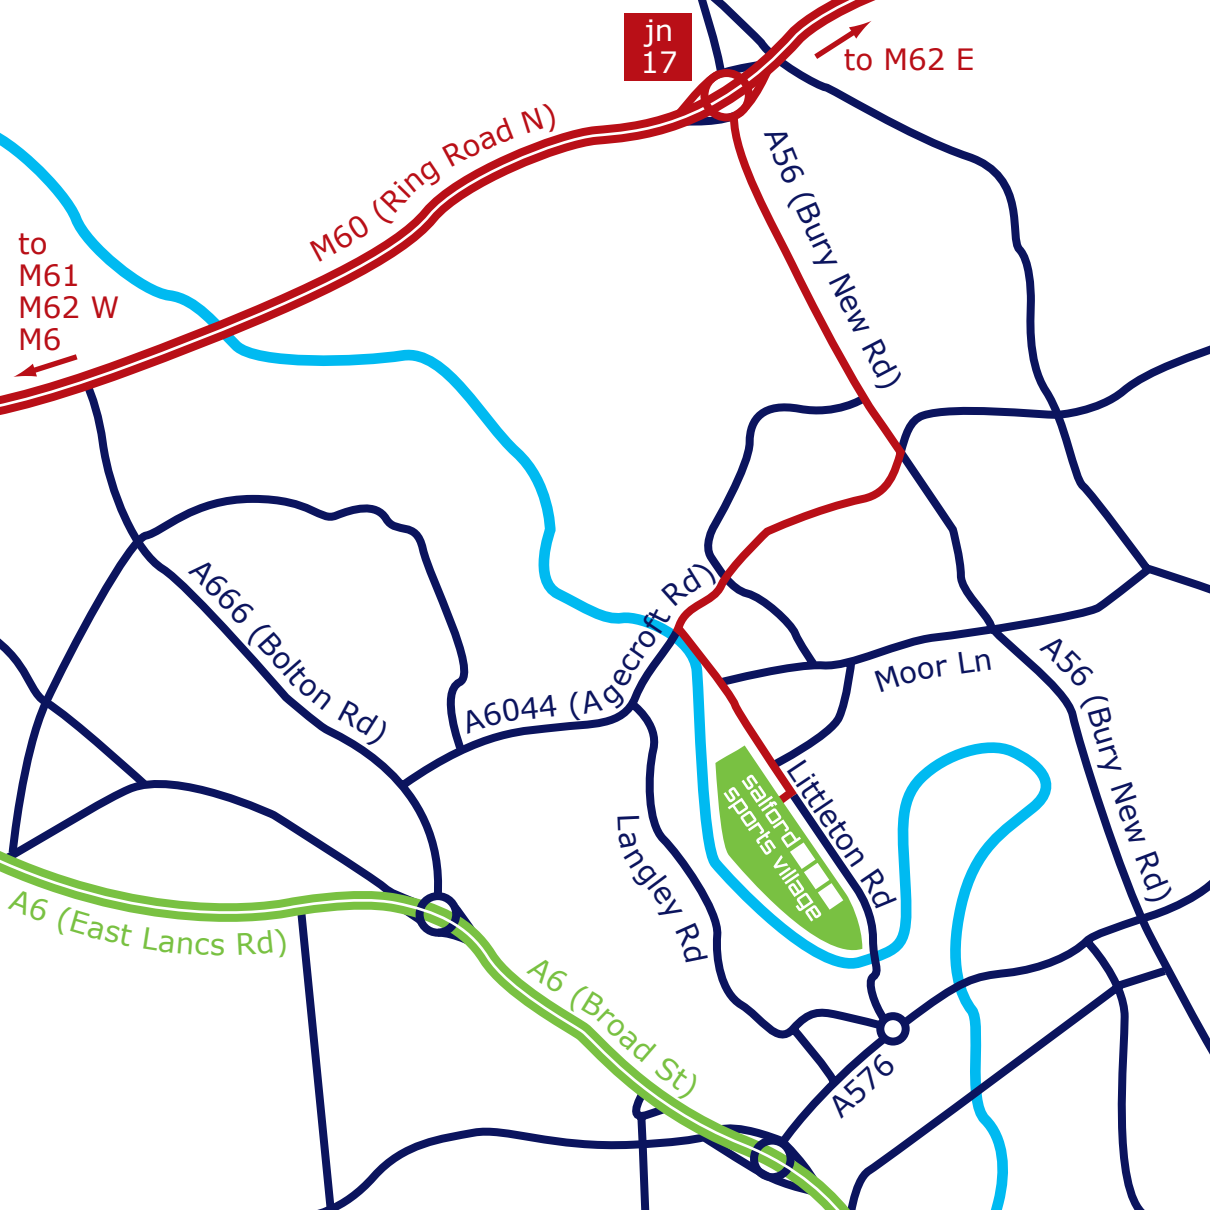 jn
17
to M62 E
M60 (Ring Road N)
A56 (Bury New Rd)
to
M61
M62 W
M6
A666 (Bolton Rd)
A6044 (Agecroft Rd)
Moor Ln
A56 (Bury New Rd)
salford
sports village
Littleton Rd
Langley Rd
A6 (East Lancs Rd)
A6 (Broad St)
A576